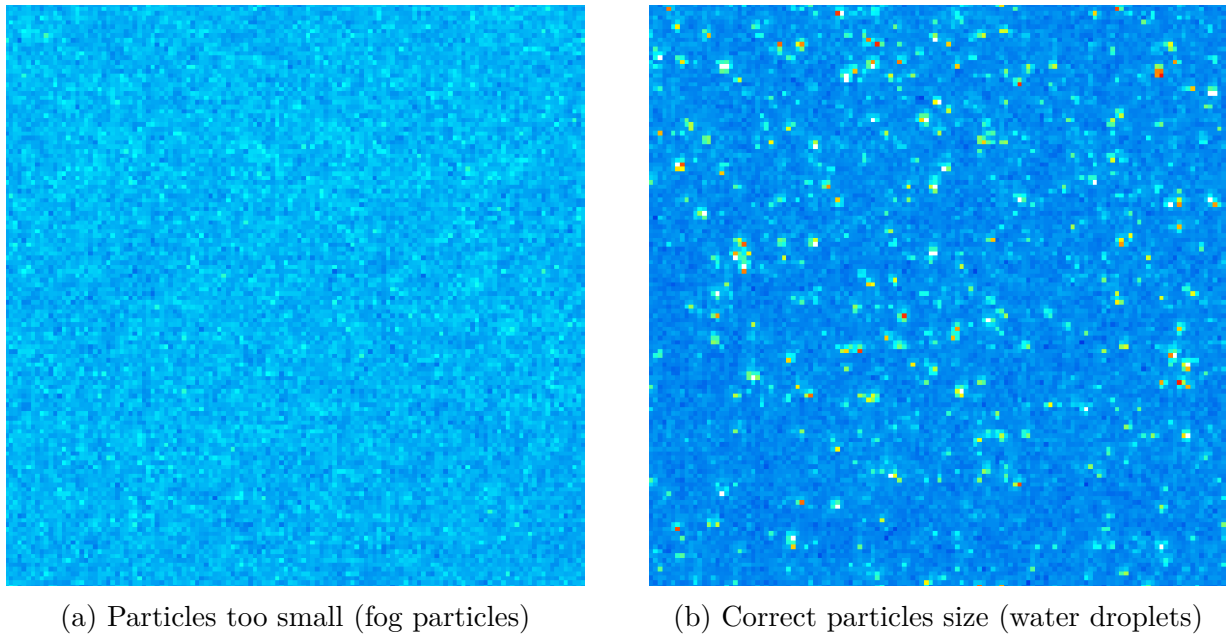 (a) Particles too small (fog particles)
(b) Correct particles size (water droplets)